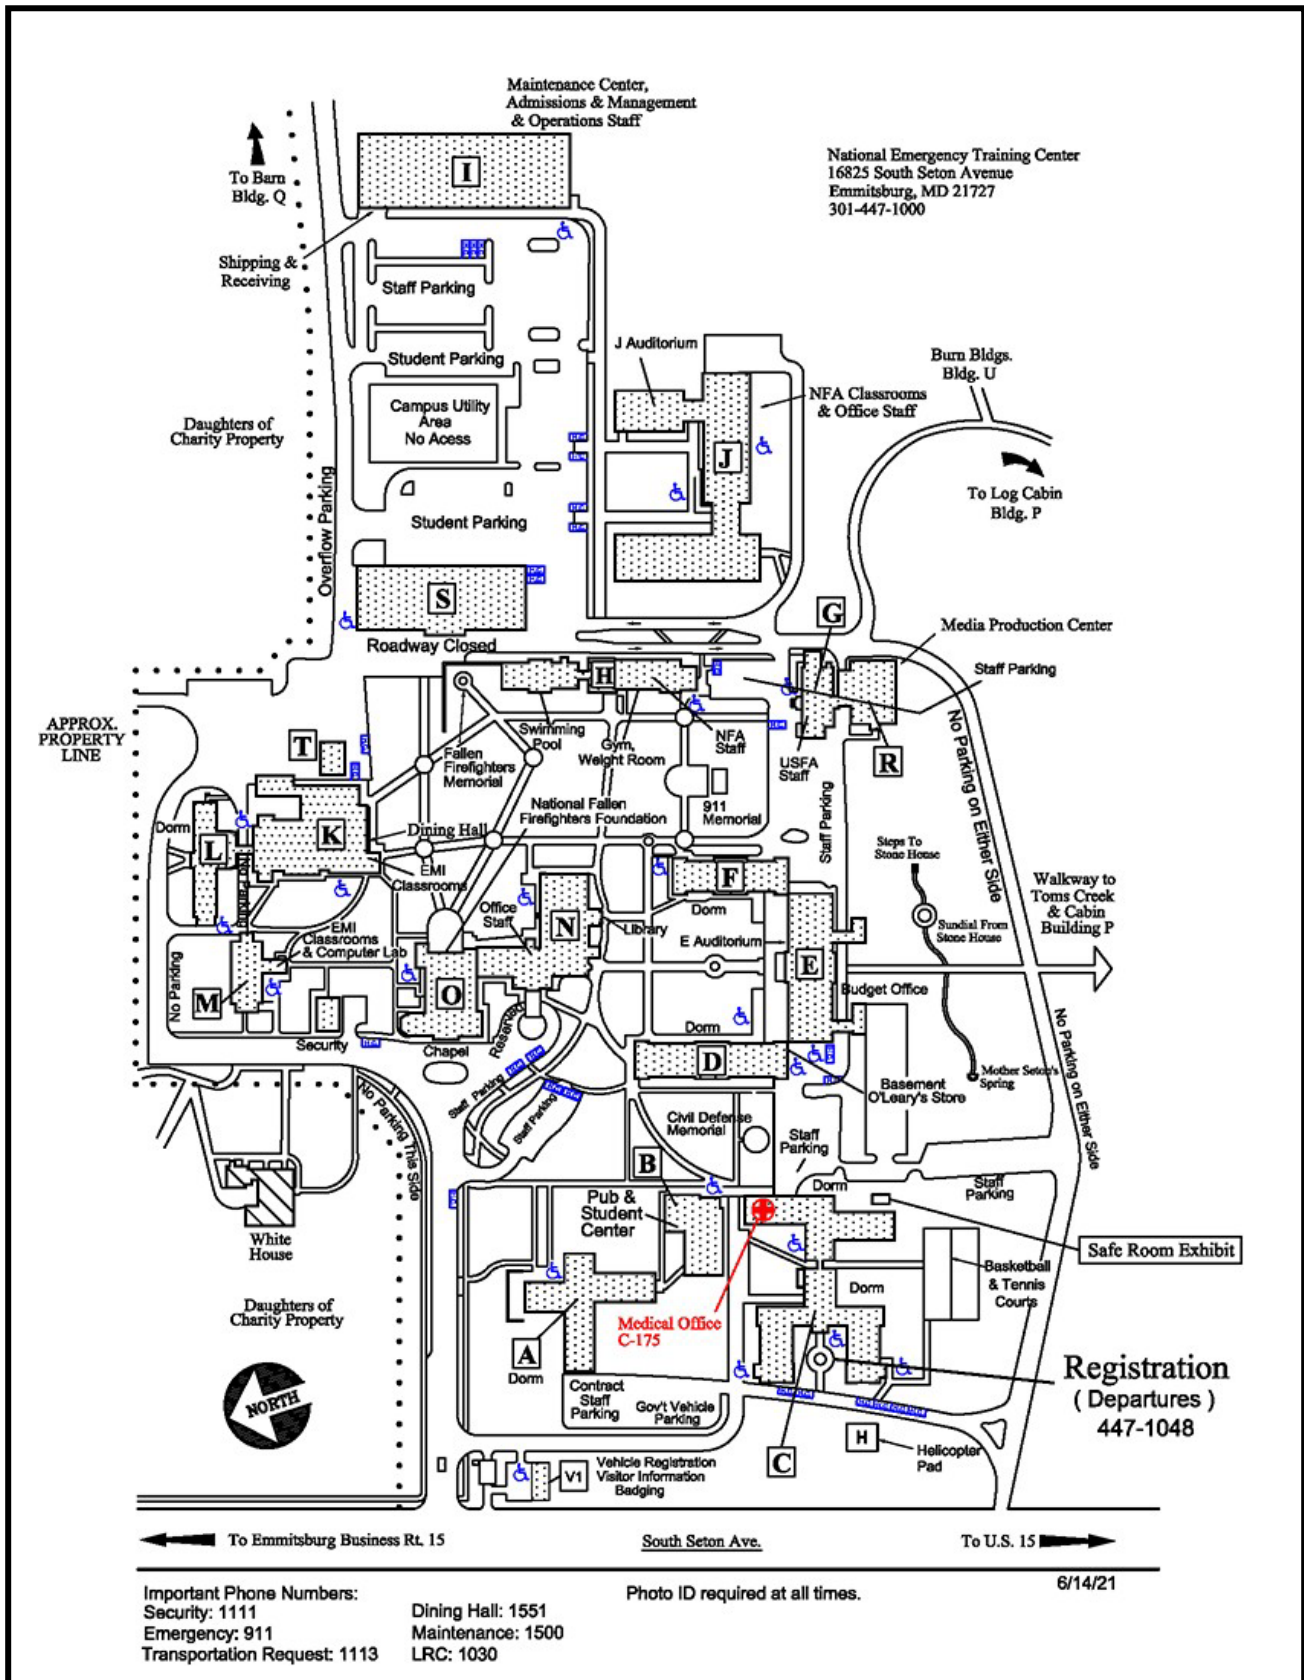 Maintenance Center,
Admissions & Management
& Operations Staff
I
To Barn
Bldg. Q
National Emergency Training Center
16825 South Seton Avenue
Emmitsburg, MD 21727
301-447-1000
Shipping &
Receiving
Staff Parking
Student Parking
J Auditorium
Burn Bldgs.
Bldg. U
NFA Classrooms
& Office Staff
Campus Utility
Area
No Acess
Daughters of
Charity Property
J
To Log Cabin
Bldg. P
Overflow Parking
Student Parking
S
Roadway Closed
G
Media Production Center
Staff Parking
H
APPROX.
PROPERTY
LINE
T
Swimming
Pool
Gym,
Weight Room
NFA
Staff
USFA
Staff
R
No Parking on Either Side
Fallen
Firefighters
Memorial
National Fallen
Firefighters Foundation
911
Memorial
Staff Parking
Dorm
L
K
Dining Hall
No Parking
EMI
Classrooms
Steps To
Stone House
F
Dorm
Walkway to
Toms Creek
& Cabin
Building P
Office
Staff
N
Library
E Auditorium
Sundial From
Stone House
EMI
Classrooms
& Computer Lab
E
No Parking
M
O
Budget Office
Reserved
Dorm
Security
Chapel
D
No Parking on Either Side
Basement
O'Leary's Store
Mother Seton's
Spring
Staff Parking
Staff Parking
No Parking This Side
Civil Defense
Memorial
Staff
Parking
B
Dorm
Staff
Parking
Pub &
Student
Center
White
House
Safe Room Exhibit
Basketball
& Tennis
Courts
Dorm
Daughters of
Charity Property
Medical Office
C-175
A
Dorm
NORTH
Contract
Staff
Parking
Gov't Vehicle
Parking
Registration
( Departures )
447-1048
C
H
Helicopter
Pad
V1
Vehicle Registration
Visitor Information
Badging
To Emmitsburg Business Rt. 15
South Seton Ave.
To U.S. 15
6/14/21
Important Phone Numbers:
Security: 1111
Emergency: 911
Transportation Request: 1113
Dining Hall: 1551
Maintenance: 1500
LRC: 1030
Photo ID required at all times.